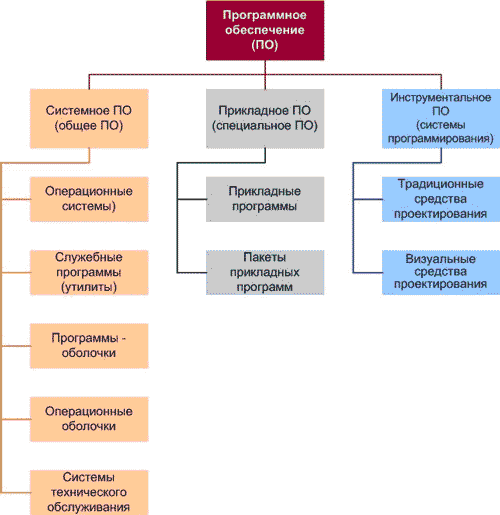 Программное
обеспечение
(ПО)
Системное ПО
(общее ПО)
Прикладное ПО
(специальное ПО)
Инструментальное
ПО
(системы
программирования)
Операционные
системы)
Прикладные
программы
Традиционные
средства
проектирования
Служебные
программы
(утилиты)
Пакеты
прикладных
программ
Визуальные
средства
проектирования
Программы -
оболочки
Операционные
оболочки
Системы
технического
обслуживания